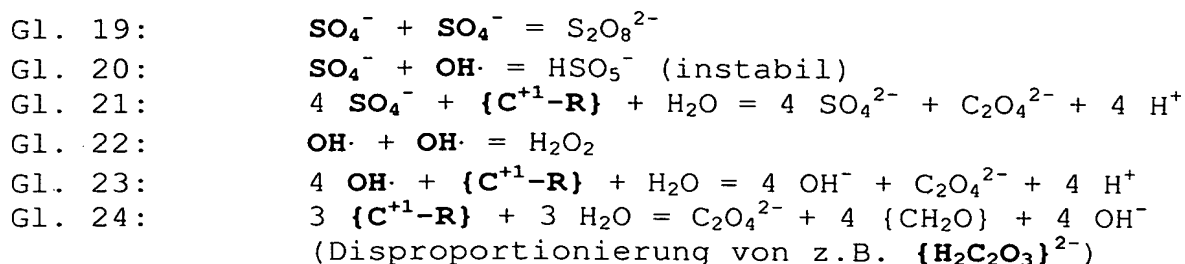 Gl. 19: SO₄⁻ + SO₄⁻ = S₂O₈²⁻
Gl. 20: SO₄⁻ + OH· = HSO₅⁻ (instabil)
Gl. 21: 4 SO₄⁻ + {C⁺¹-R} + H₂O = 4 SO₄²⁻ + C₂O₄²⁻ + 4 H⁺
Gl. 22: OH· + OH· = H₂O₂
Gl. 23: 4 OH· + {C⁺¹-R} + H₂O = 4 OH⁻ + C₂O₄²⁻ + 4 H⁺
Gl. 24: 3 {C⁺¹-R} + 3 H₂O = C₂O₄²⁻ + 4 {CH₂O} + 4 OH⁻
(Disproportionierung von z.B. {H₂C₂O₃}²⁻)